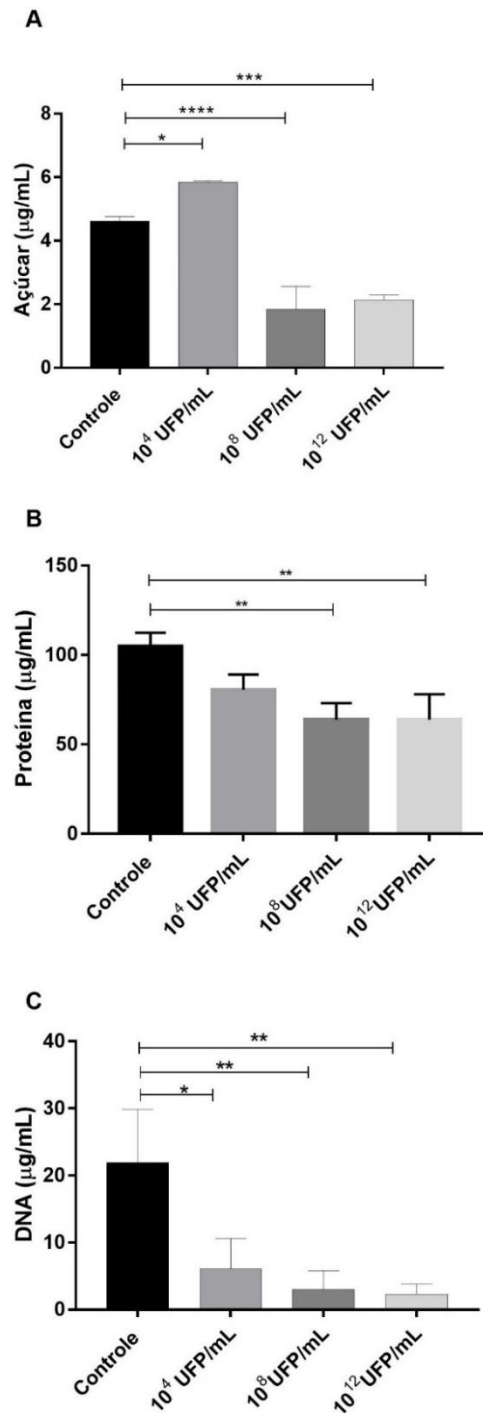 A
***
****
*
8
6
4
2
0
Açúcar (μg/mL)
Controle
10⁴ UFP/mL
10⁸ UFP/mL
10¹² UFP/mL
B
**
**
150
100
50
0
Proteína (μg/mL)
Controle
10⁴ UFP/mL
10⁸ UFP/mL
10¹² UFP/mL
C
**
**
*
40
30
20
10
0
DNA (μg/mL)
Controle
10⁴ UFP/mL
10⁸ UFP/mL
10¹² UFP/mL